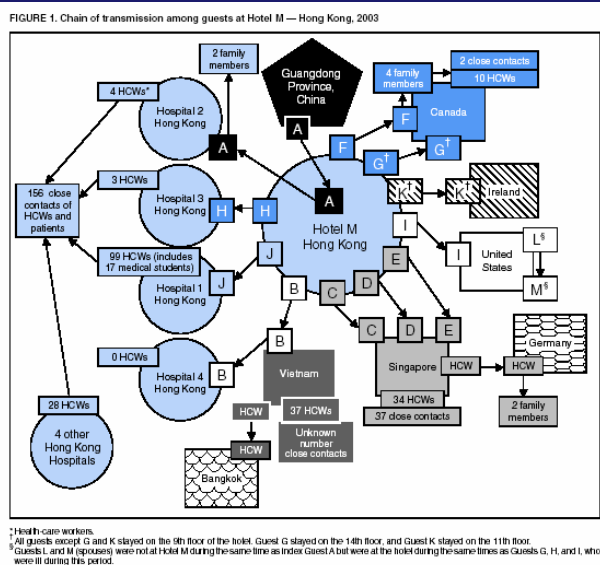 FIGURE 1. Chain of transmission among guests at Hotel M — Hong Kong, 2003
2 family
members
Guangdong
Province,
China
A
2 close contacts
10 HCWs
4 family
members
Canada
F
G†
4 HCWs*
Hospital 2
Hong Kong
A
F
G†
A
Hotel M
Hong Kong
K†
K†
Ireland
3 HCWs
Hospital 3
Hong Kong
H
H
156 close
contacts of
HCWs and
patients
I
I
United
States
L§
M§
99 HCWs (includes
17 medical students)
Hospital 1
Hong Kong
J
J
E
D
C
B
C
D
E
Singapore
HCW
34 HCWs
37 close contacts
HCW
Germany
2 family
members
0 HCWs
Hospital 4
Hong Kong
B
B
Vietnam
HCW
37 HCWs
Unknown
number
close contacts
HCW
Bangkok
28 HCWs
4 other
Hong Kong
Hospitals
* Health-care workers.
† All guests except G and K stayed on the 9th floor of the hotel. Guest G stayed on the 14th floor, and Guest K stayed on the 11th floor.
§ Guests L and M (spouses) were not at Hotel M during the same time as index Guest A but were at the hotel during the same times as Guests G, H, and I, who
were ill during this period.